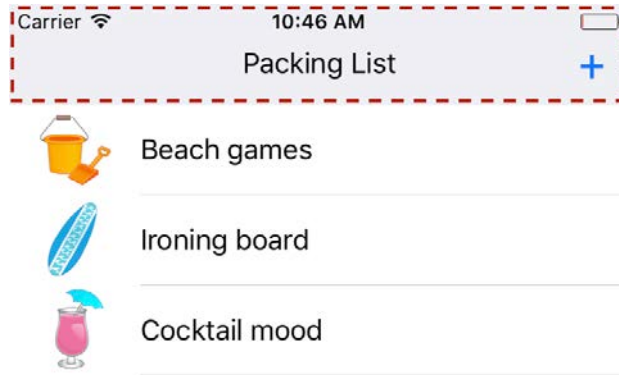 Carrier 10:46 AM
Packing List +
Beach games
Ironing board
Cocktail mood